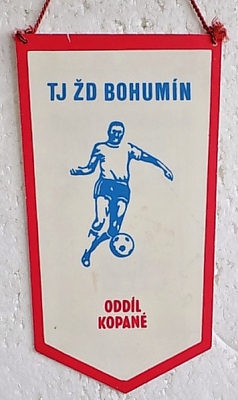 TJ ŽD BOHUMÍN
ODDÍL
KOPANÉ